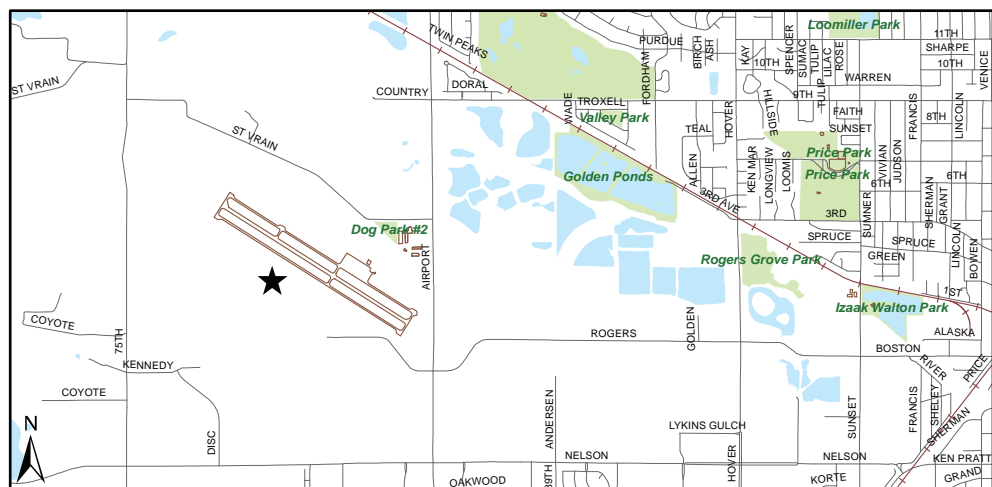 Loomiller Park
11TH
TWIN PEAKS
PURDUE
BIRCH
ASH
KAY
10TH
SPENCER
SUMAC
TULIP
LILAC
ROSE
SHARPE
10TH
VENICE
ST VRAIN
FORDHAM
WARREN
DORAL
COUNTRY
WADE
TROXELL
9TH
TULIP
HILLSIDE
HOVER
FAITH
FRANCIS
LINCOLN
8TH
Valley Park
TEAL
SUNSET
ST VRAIN
Price Park
VIVIAN
JUDSON
Golden Ponds
ALLEN
KEN MAR
LONGVIEW
LOOMIS
Price Park
6TH
6TH
3RD AVE
SUMNER
SHERMAN
GRANT
3RD
Dog Park #2
AIRPORT
SPRUCE
SPRUCE
LINCOLN
BOWEN
GREEN
Rogers Grove Park
1ST
Izaak Walton Park
COYOTE
75TH
ROGERS
GOLDEN
ALASKA
BOSTON
KENNEDY
RIVER
PRICE
COYOTE
ANDERSEN
SUNSET
FRANCIS
SHELEY
SHERMAN
N
DISC
LYKINS GULCH
HOVER
NELSON
NELSON
KEN PRATT
OAKWOOD
89TH
KORTE
GRAND